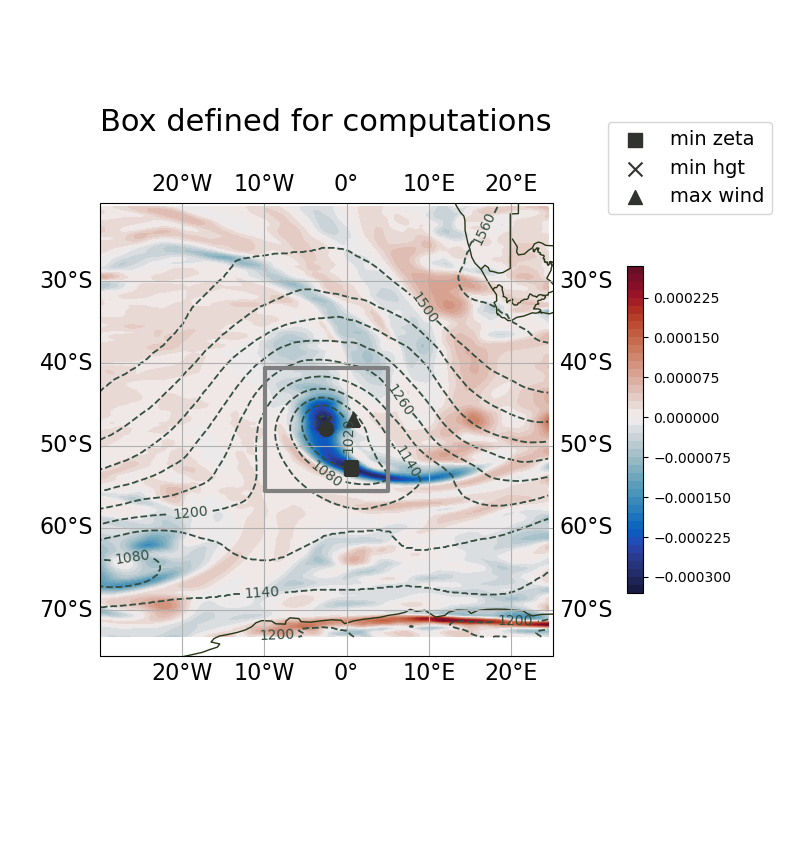 Box defined for computations
min zeta
min hgt
max wind
20°W 10°W 0° 10°E 20°E
1560
30°S 30°S
0.000225
1500
0.000150
40°S 40°S
0.000075
1260
0.000000
50°S 1020 50°S
1140
1080
-0.000075
-0.000150
1200
60°S 60°S
-0.000225
1080
-0.000300
1140
70°S 70°S
1200 1200
20°W 10°W 0° 10°E 20°E